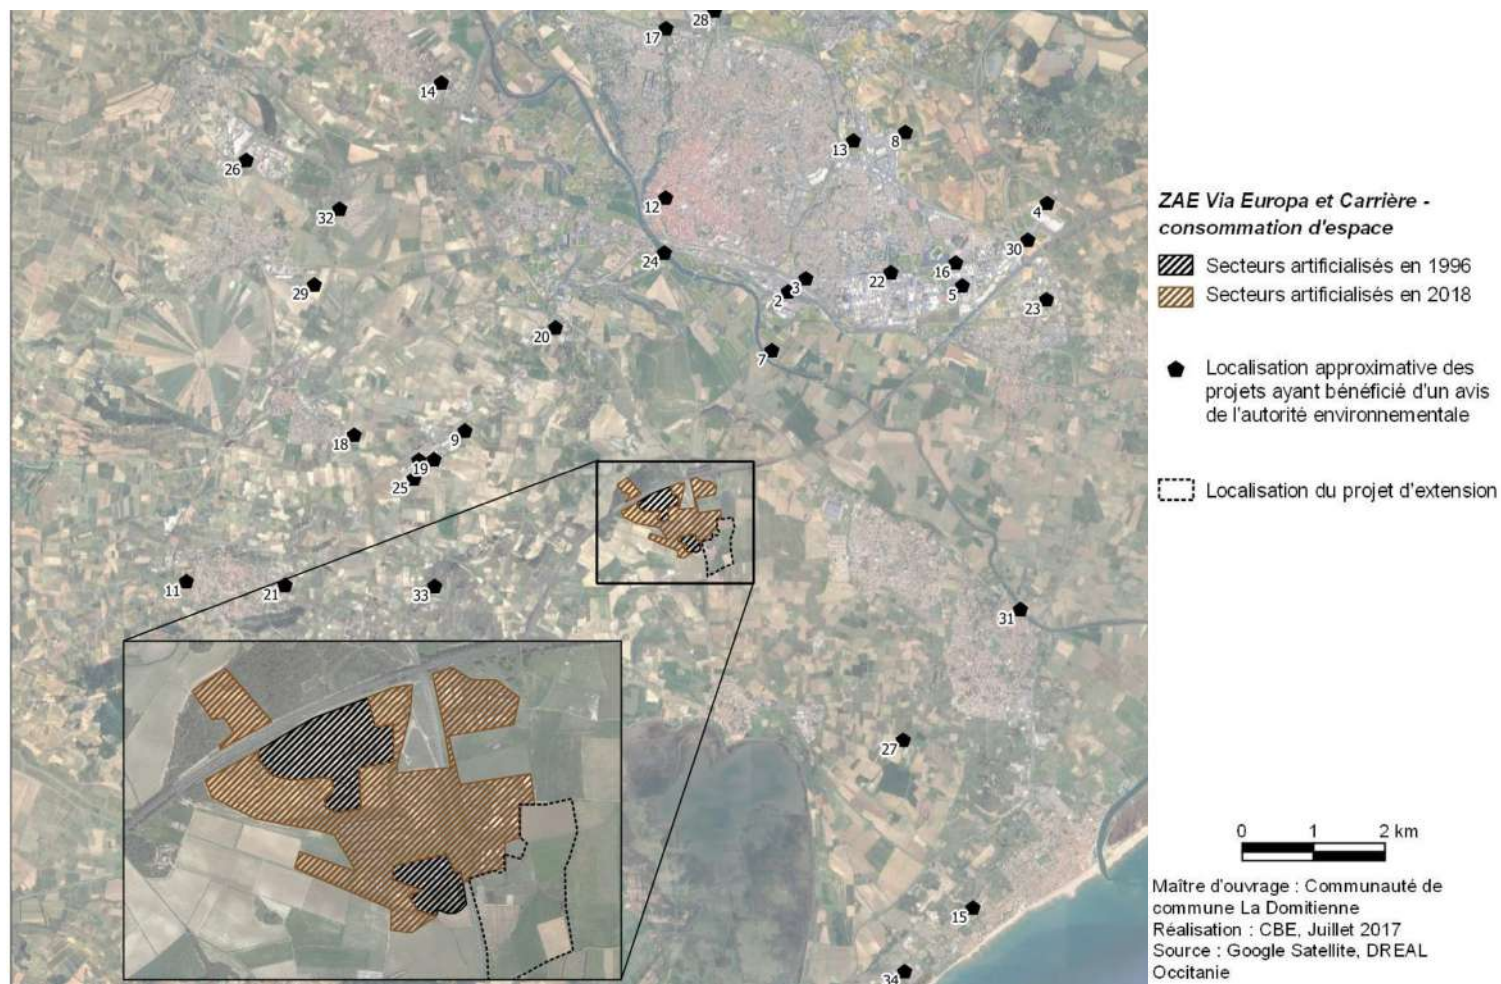 28
17
14
13
8
26
12
32
4
30
24
16
3
22
2
5
29
23
20
7
9
18
19
25
11
21
33
31
27
15
34
ZAE Via Europa et Carrière -
consommation d'espace
Secteurs artificialisés en 1996
Secteurs artificialisés en 2018
Localisation approximative des
projets ayant bénéficié d'un avis
de l'autorité environnementale
Localisation du projet d'extension
0 1 2 km
Maître d'ouvrage : Communauté de
commune La Domitienne
Réalisation : CBE, Juillet 2017
Source : Google Satellite, DREAL
Occitanie